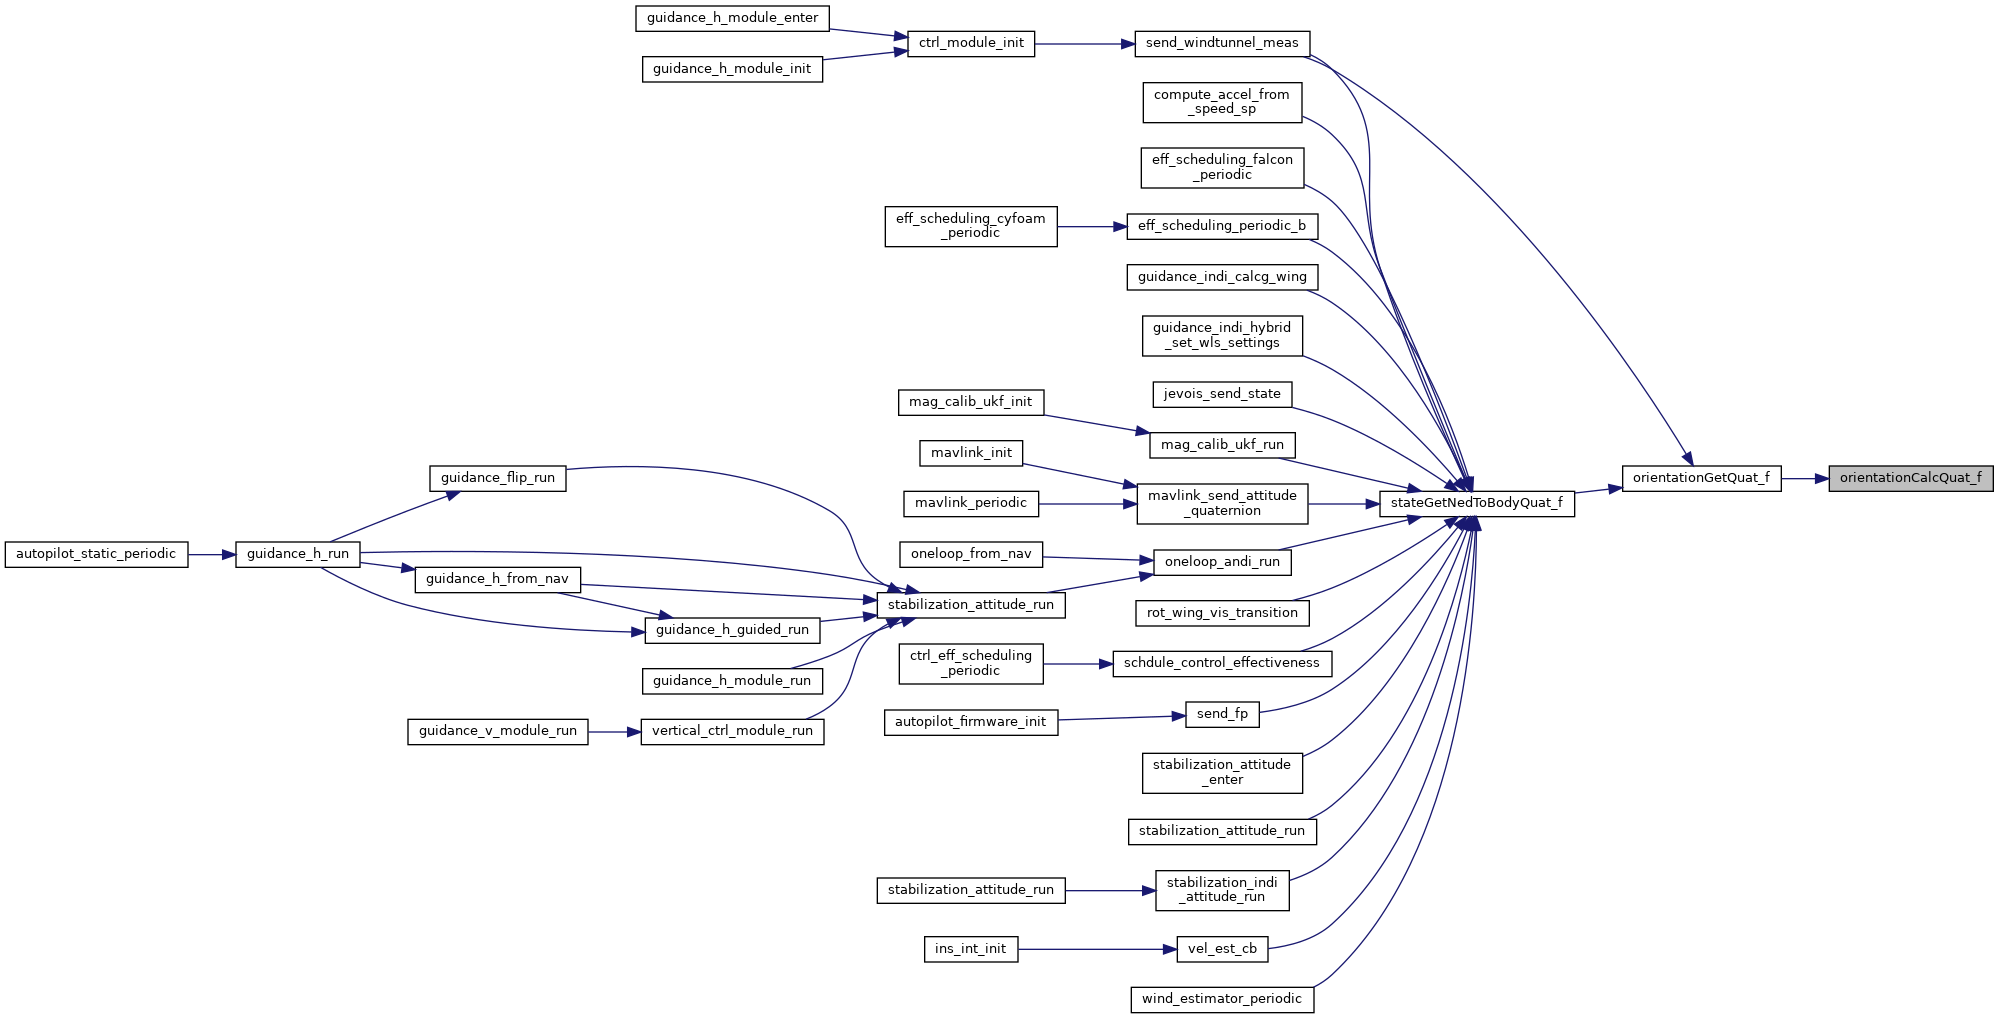 guidance_h_module_enter
guidance_h_module_init
ctrl_module_init
send_windtunnel_meas
compute_accel_from
_speed_sp
eff_scheduling_falcon
_periodic
eff_scheduling_cyfoam
_periodic
eff_scheduling_periodic_b
guidance_indi_calcg_wing
guidance_indi_hybrid
_set_wls_settings
jevois_send_state
mag_calib_ukf_init
mag_calib_ukf_run
mavlink_init
mavlink_periodic
mavlink_send_attitude
_quaternion
orientationGetQuat_f
orientationCalcQuat_f
stateGetNedToBodyQuat_f
guidance_flip_run
autopilot_static_periodic
guidance_h_run
guidance_h_from_nav
guidance_h_guided_run
guidance_h_module_run
guidance_v_module_run
vertical_ctrl_module_run
oneloop_from_nav
oneloop_andi_run
stabilization_attitude_run
rot_wing_vis_transition
ctrl_eff_scheduling
_periodic
schdule_control_effectiveness
autopilot_firmware_init
send_fp
stabilization_attitude
_enter
stabilization_attitude_run
stabilization_attitude_run
stabilization_indi
_attitude_run
ins_int_init
vel_est_cb
wind_estimator_periodic